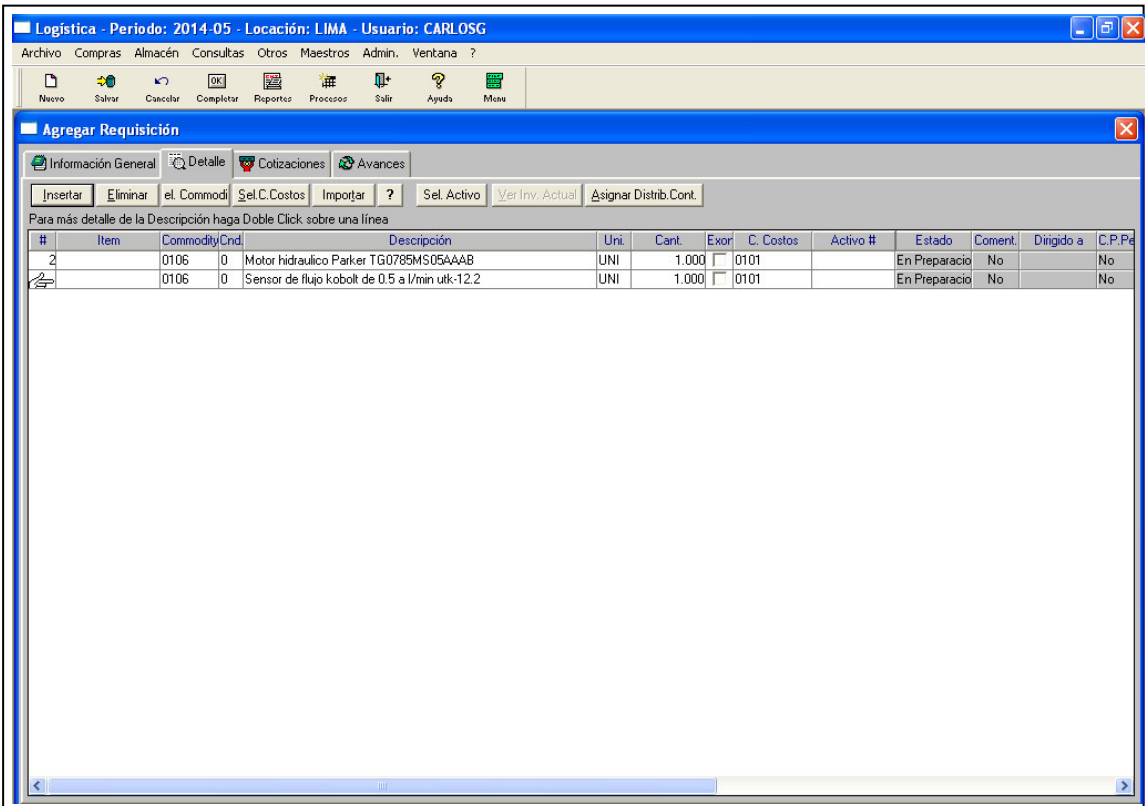 Logística - Periodo: 2014-05 - Locación: LIMA - Usuario: CARLOSG
Archivo Compras Almacén Consultas Otros Maestros Admin. Ventana ?
OK
Nuevo Salvar Cancelar Completar Reportes Procesos Salir Ayuda Menu
Agregar Requisición
Información General Detalle Cotizaciones Avances
Insertar Eliminar el. Commodi Sel.C.Costos Importar ? Sel. Activo Ver Inv. Actual Asignar Distrib.Cont.
Para más detalle de la Descripción haga Doble Click sobre una línea
# Item Commodity Cnd. Descripción Uni. Cant. Exor C. Costos Activo # Estado Coment. Dirigido a C.P.Pe
2 0106 0 Motor hidraulico Parker TG0785MS05AAAB UNI 1.000 0101 En Preparacio No No
0106 0 Sensor de flujo kobolt de 0.5 a l/min utk-12.2 UNI 1.000 0101 En Preparacio No No